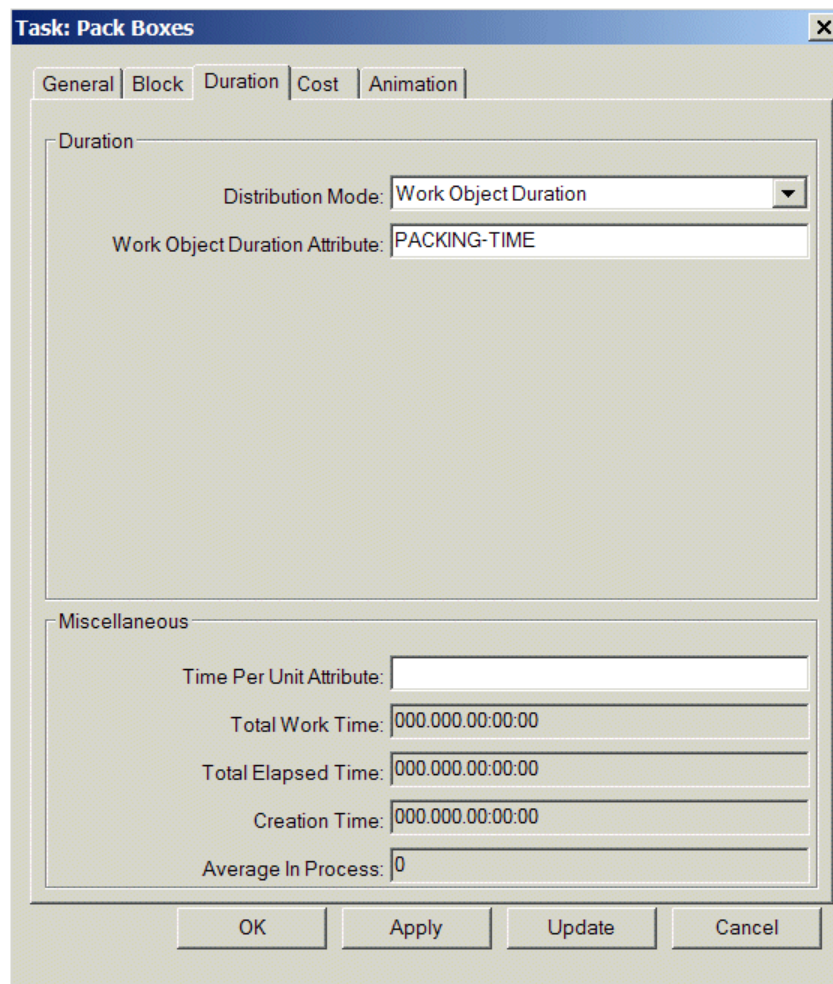 Task: Pack Boxes
General Block Duration Cost Animation
Duration
Distribution Mode: Work Object Duration
Work Object Duration Attribute: PACKING-TIME
Miscellaneous
Time Per Unit Attribute:
Total Work Time: 000.000.00:00:00
Total Elapsed Time: 000.000.00:00:00
Creation Time: 000.000.00:00:00
Average In Process: 0
OK Apply Update Cancel